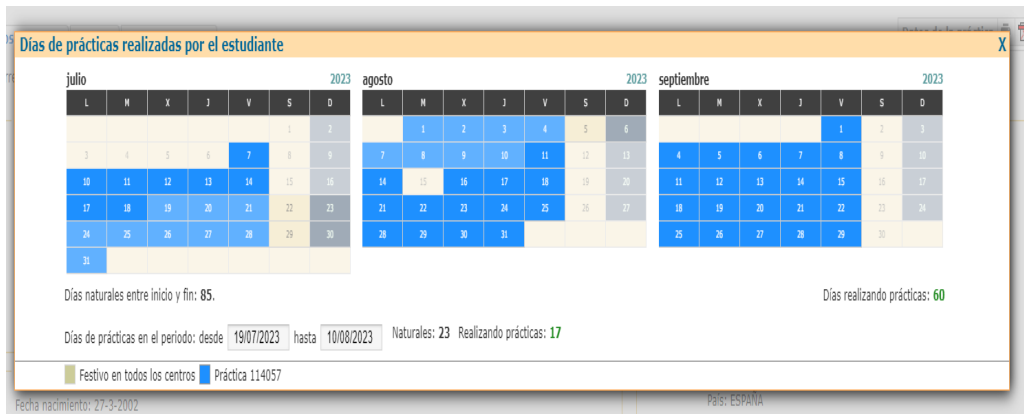 Días de prácticas realizadas por el estudiante X
julio 2023
L M X J V S D
1 2
3 4 5 6 7 8 9
10 11 12 13 14 15 16
17 18 19 20 21 22 23
24 25 26 27 28 29 30
31
agosto 2023
L M X J V S D
1 2 3 4 5 6
7 8 9 10 11 12 13
14 15 16 17 18 19 20
21 22 23 24 25 26 27
28 29 30 31
septiembre 2023
L M X J V S D
1 2 3
4 5 6 7 8 9 10
11 12 13 14 15 16 17
18 19 20 21 22 23 24
25 26 27 28 29 30
Días naturales entre inicio y fin: 85.
Días realizando prácticas: 60
Días de prácticas en el periodo: desde 19/07/2023 hasta 10/08/2023 Naturales: 23 Realizando prácticas: 17
Festivo en todos los centros Práctica 114057
Fecha nacimiento: 27-3-2002
País: ESPAÑA